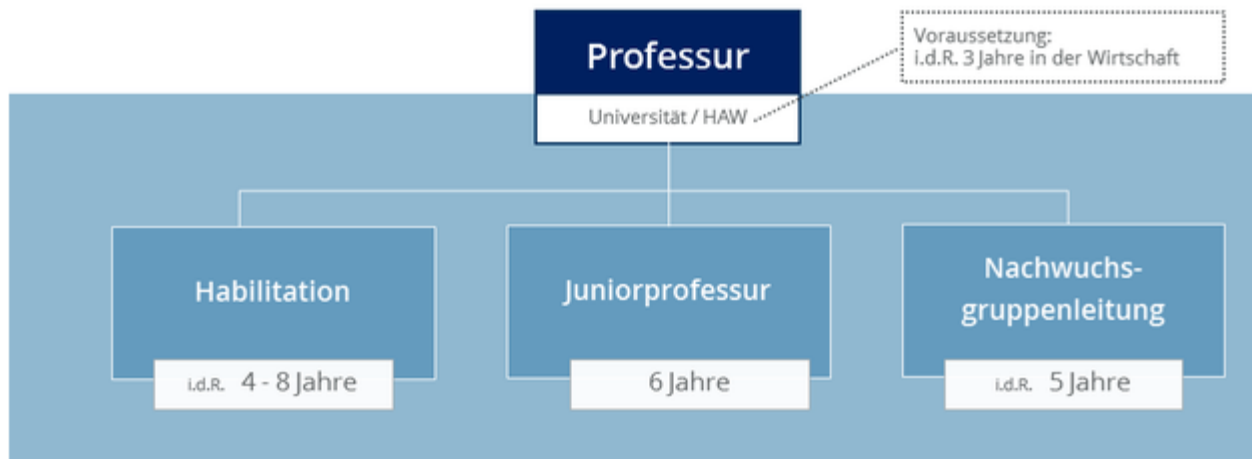 Professur
Universität / HAW
Voraussetzung:
i.d.R. 3 Jahre in der Wirtschaft
Habilitation
i.d.R. 4 - 8 Jahre
Juniorprofessur
6 Jahre
Nachwuchs-
gruppenleitung
i.d.R. 5 Jahre